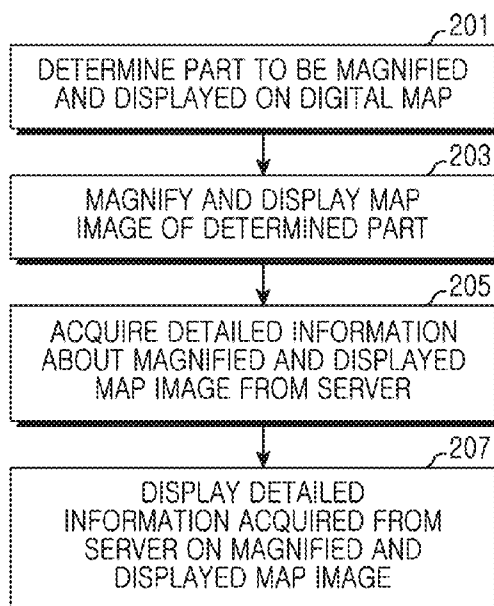 201
DETERMINE PART TO BE MAGNIFIED
AND DISPLAYED ON DIGITAL MAP
203
MAGNIFY AND DISPLAY MAP
IMAGE OF DETERMINED PART
205
ACQUIRE DETAILED INFORMATION
ABOUT MAGNIFIED AND DISPLAYED
MAP IMAGE FROM SERVER
207
DISPLAY DETAILED
INFORMATION ACQUIRED FROM
SERVER ON MAGNIFIED AND
DISPLAYED MAP IMAGE